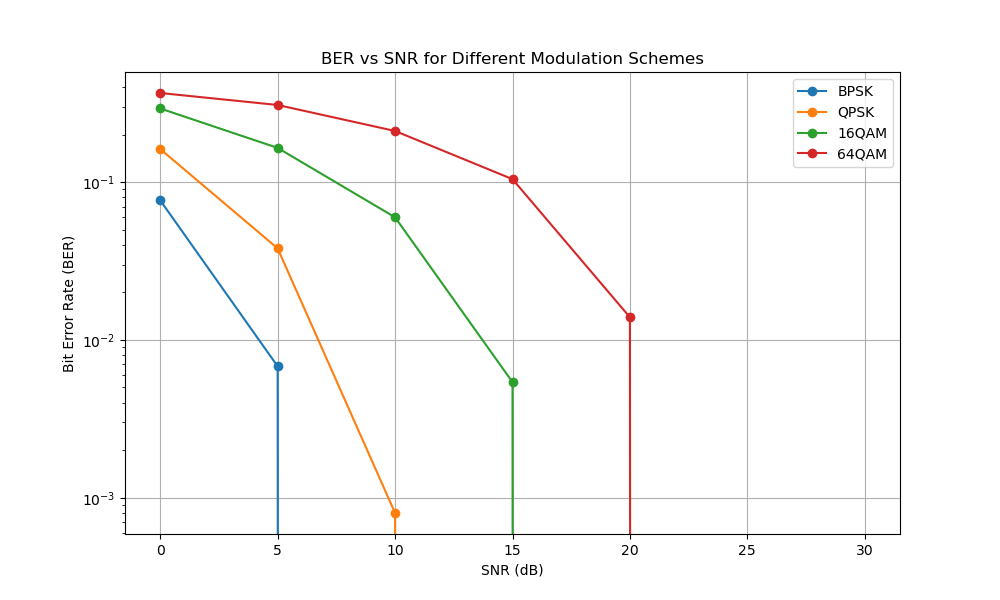 BER vs SNR for Different Modulation Schemes
BPSK
QPSK
16QAM
64QAM
Bit Error Rate (BER)
10⁻¹
10⁻²
10⁻³
0 5 10 15 20 25 30
SNR (dB)